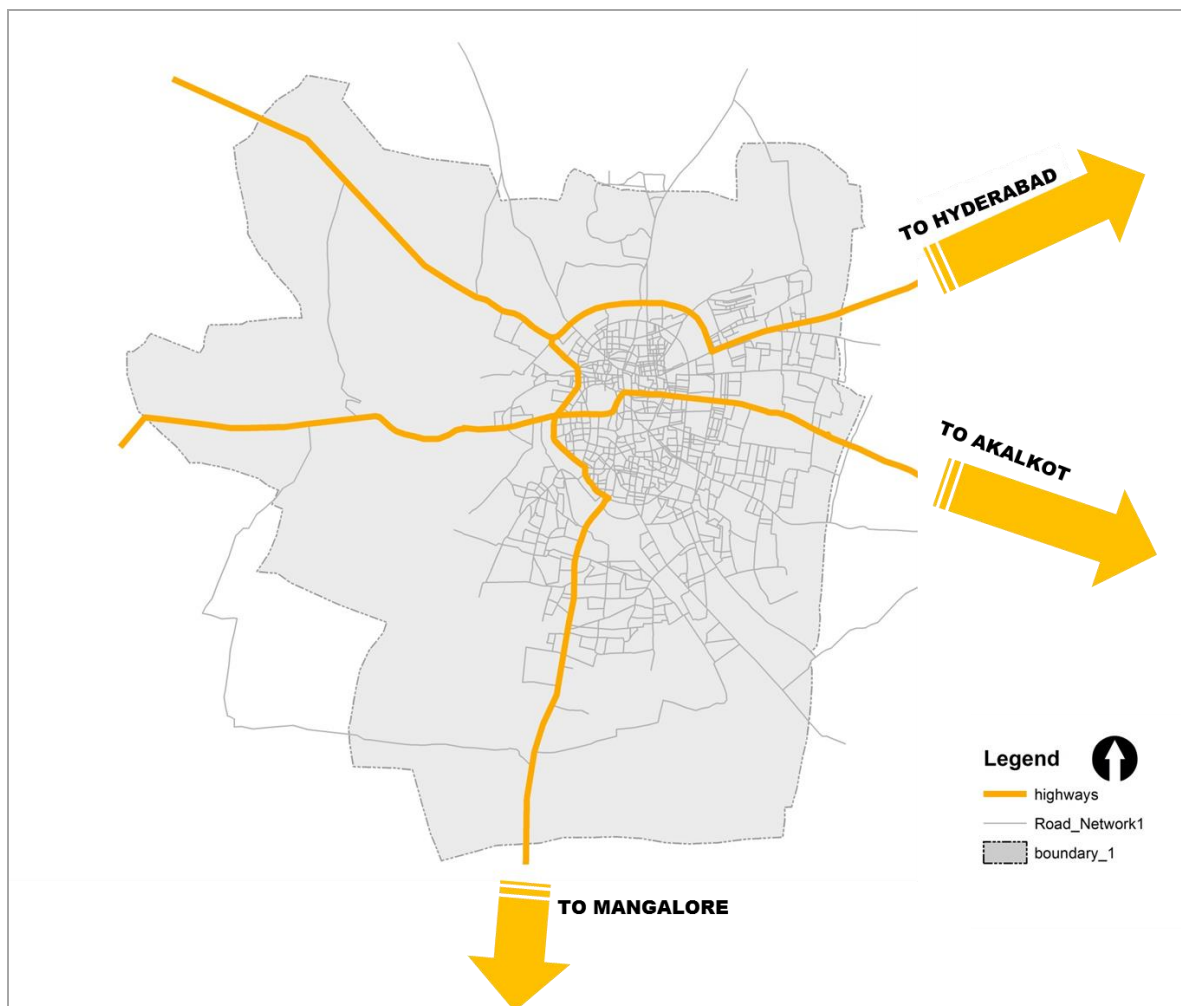 TO HYDERABAD
TO AKALKOT
Legend
highways
Road_Network1
boundary_1
TO MANGALORE